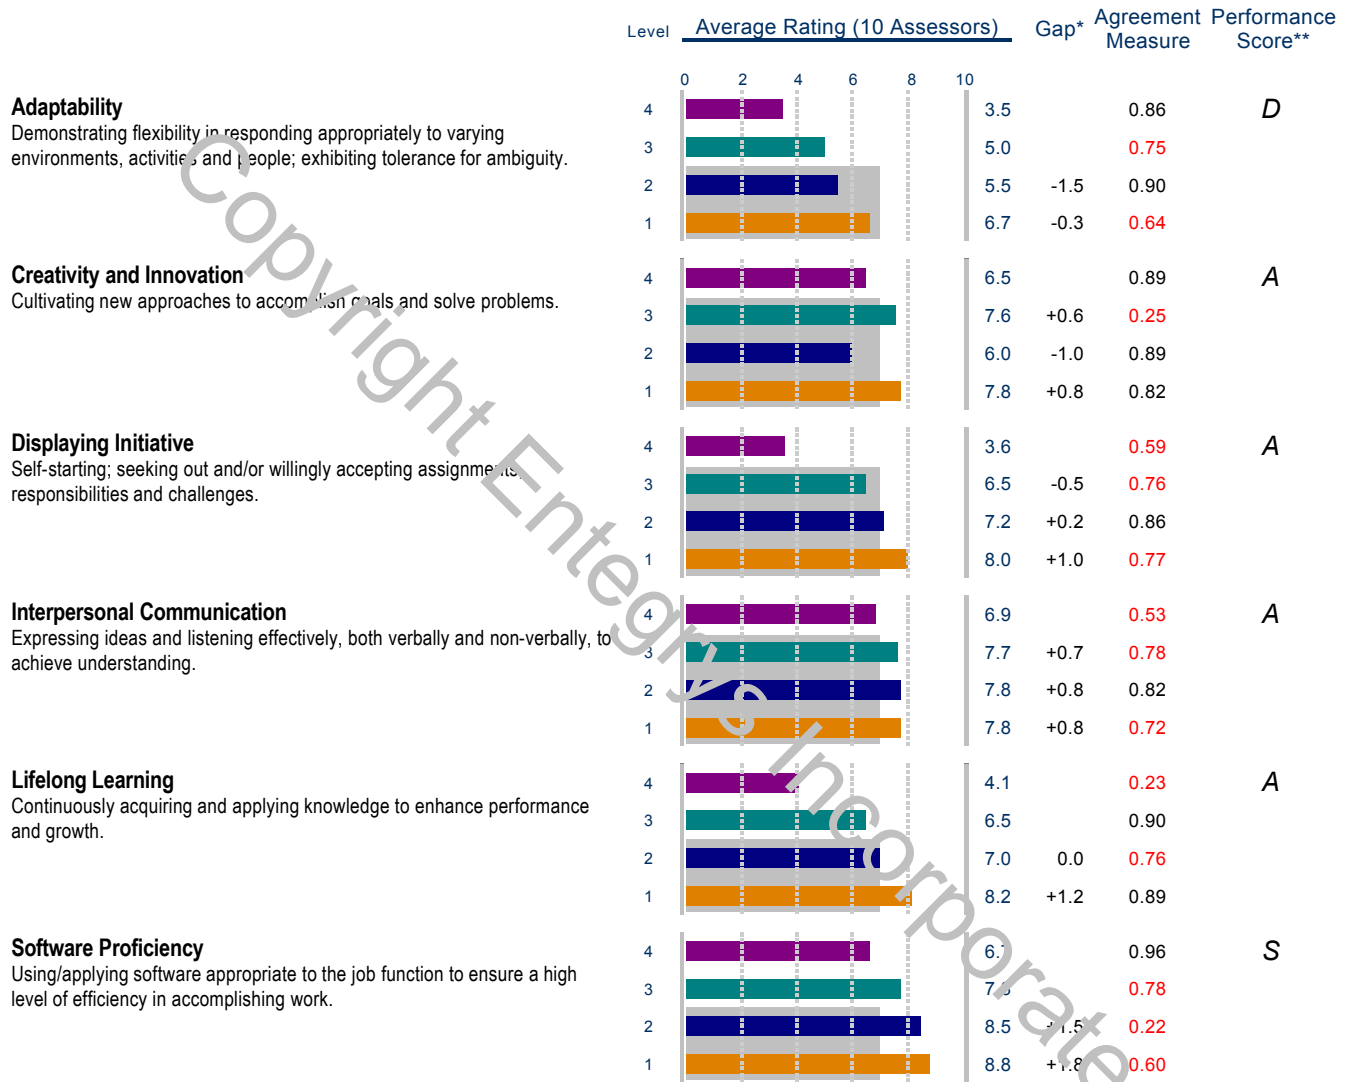 Level Average Rating (10 Assessors) Gap* Agreement Measure Performance Score**
0 2 4 6 8 10
Adaptability
Demonstrating flexibility in responding appropriately to varying
environments, activities and people; exhibiting tolerance for ambiguity.
4 3.5 0.86 D
3 5.0 0.75
2 5.5 -1.5 0.90
1 6.7 -0.3 0.64
Creativity and Innovation
Cultivating new approaches to accomplish goals and solve problems.
4 6.5 0.89 A
3 7.6 +0.6 0.25
2 6.0 -1.0 0.89
1 7.8 +0.8 0.82
Displaying Initiative
Self-starting; seeking out and/or willingly accepting assignments,
responsibilities and challenges.
4 3.6 0.59 A
3 6.5 -0.5 0.76
2 7.2 +0.2 0.86
1 8.0 +1.0 0.77
Interpersonal Communication
Expressing ideas and listening effectively, both verbally and non-verbally, to
achieve understanding.
4 6.9 0.53 A
3 7.7 +0.7 0.78
2 7.8 +0.8 0.82
1 7.8 +0.8 0.72
Lifelong Learning
Continuously acquiring and applying knowledge to enhance performance
and growth.
4 4.1 0.23 A
3 6.5 0.90
2 7.0 0.0 0.76
1 8.2 +1.2 0.89
Software Proficiency
Using/applying software appropriate to the job function to ensure a high
level of efficiency in accomplishing work.
4 6.7 0.96 S
3 0.78
2 8.5 +1.5 0.22
1 8.8 +1.8 0.60
Copyright Entegrys Incorporate